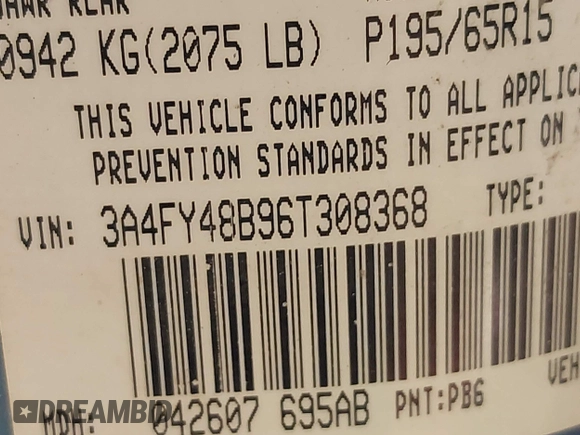 0942 KG(2075 LB) P195/65R15
THIS VEHICLE CONFORMS TO ALL
PREVENTION STANDARDS IN EFFECT ON
VIN: 3A4FY48B96T308368 TYPE:
MDH: 042607 695AB PNT:PB6 VEH
DREAMBID